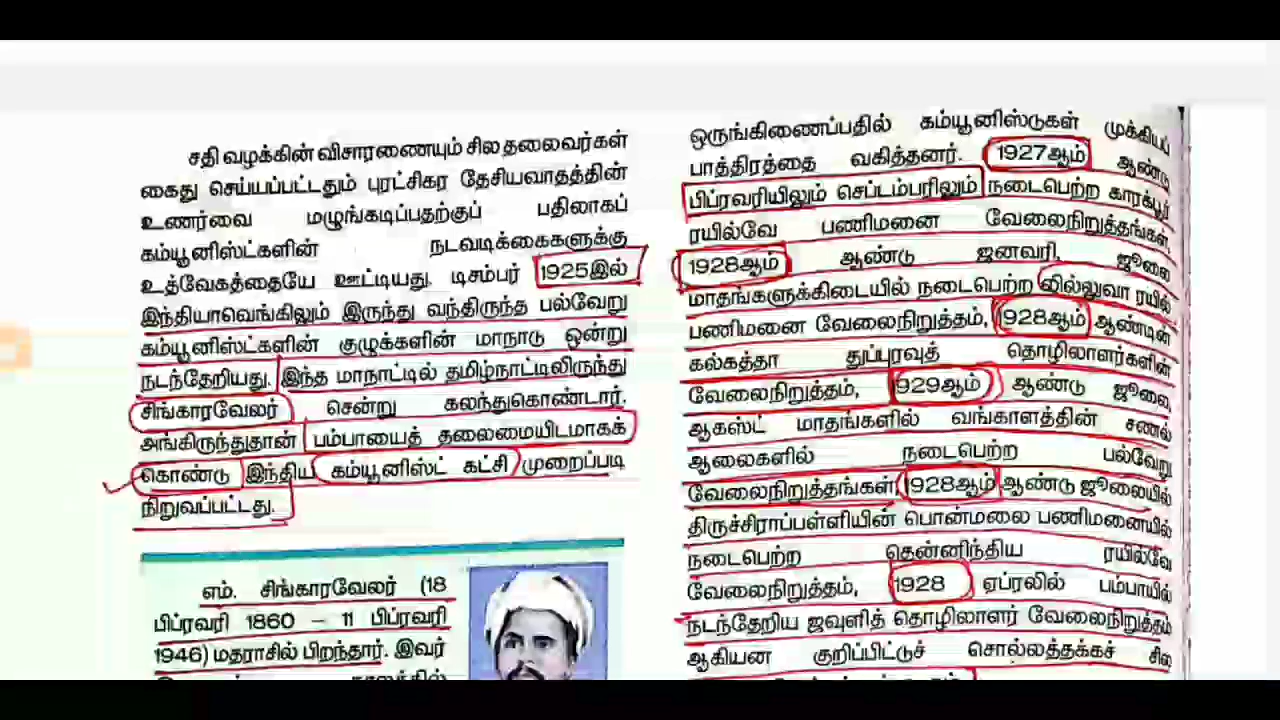 சதி வழக்கின் விசாரணையும் சில தலைவர்கள்
கைது செய்யப்பட்டதும் புரட்சிகர தேசியவாதத்தின்
உணர்வை மழுங்கடிப்பதற்குப் பதிலாகப்
கம்யூனிஸ்ட்களின் நடவடிக்கைகளுக்கு
உத்வேகத்தையே ஊட்டியது. டிசம்பர் 1925இல்
இந்தியாவெங்கிலும் இருந்து வந்திருந்த பல்வேறு
கம்யூனிஸ்ட்களின் குழுக்களின் மாநாடு ஒன்று
நடந்தேறியது. இந்த மாநாட்டில் தமிழ்நாட்டிலிருந்து
சிங்காரவேலர் சென்று கலந்துகொண்டார்.
அங்கிருந்துதான் பம்பாயைத் தலைமையிடமாகக்
கொண்டு இந்திய கம்யூனிஸ்ட் கட்சி முறைப்படி
நிறுவப்பட்டது.
எம். சிங்காரவேலர் (18
பிப்ரவரி 1860 – 11 பிப்ரவரி
1946) மதராசில் பிறந்தார். இவர்
ஒருங்கிணைப்பதில் கம்யூனிஸ்டுகள் முக்கியப்
பாத்திரத்தை வகித்தனர். 1927ஆம் ஆண்டு
பிப்ரவரியிலும் செப்டம்பரிலும் நடைபெற்ற காரக்பூர்
ரயில்வே பணிமனை வேலைநிறுத்தங்கள்,
1928ஆம் ஆண்டு ஜனவரி, ஜூலை
மாதங்களுக்கிடையில் நடைபெற்ற லில்லுவா ரயில்
பணிமனை வேலைநிறுத்தம், 1928ஆம் ஆண்டின்
கல்கத்தா துப்புரவுத் தொழிலாளர்களின்
வேலைநிறுத்தம், 1929ஆம் ஆண்டு ஜூலை,
ஆகஸ்ட் மாதங்களில் வங்காளத்தின் சணல்
ஆலைகளில் நடைபெற்ற பல்வேறு
வேலைநிறுத்தங்கள், 1928ஆம் ஆண்டு ஜூலையில்
திருச்சிராப்பள்ளியின் பொன்மலை பணிமனையில்
நடைபெற்ற தென்னிந்திய ரயில்வே
வேலைநிறுத்தம், 1928 ஏப்ரலில் பம்பாயில்
நடந்தேறிய ஜவுளித் தொழிலாளர் வேலைநிறுத்தம்
ஆகியன குறிப்பிட்டுச் சொல்லத்தக்கச் சில